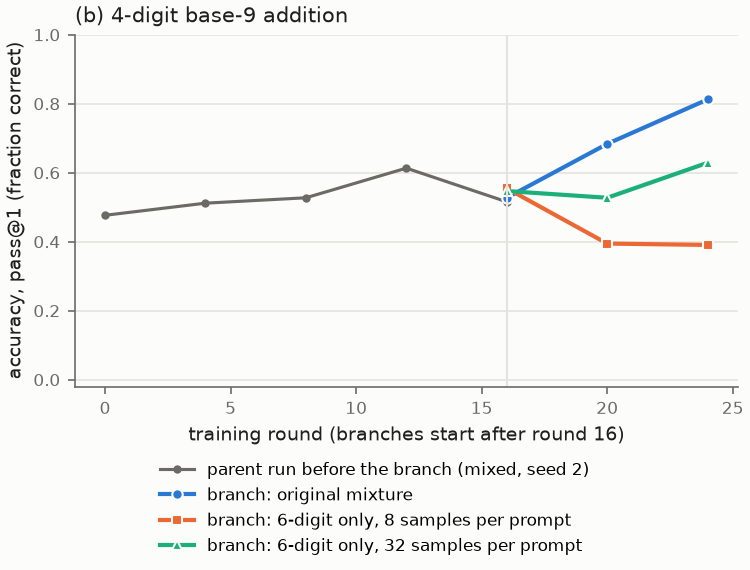 (b) 4-digit base-9 addition
accuracy, pass@1 (fraction correct)
1.0
0.8
0.6
0.4
0.2
0.0
0 5 10 15 20 25
training round (branches start after round 16)
parent run before the branch (mixed, seed 2)
branch: original mixture
branch: 6-digit only, 8 samples per prompt
branch: 6-digit only, 32 samples per prompt